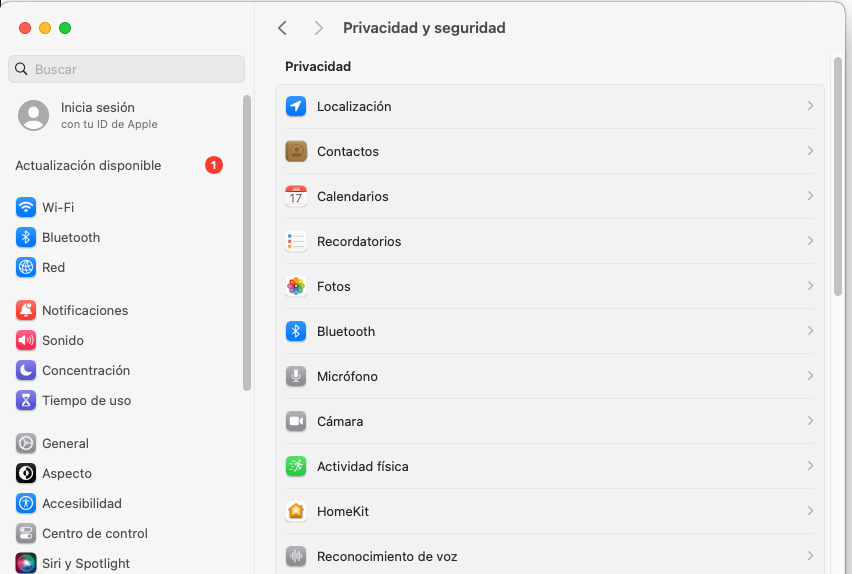 Privacidad y seguridad
Buscar
Inicia sesión
con tu ID de Apple
Actualización disponible
1
Wi-Fi
Bluetooth
Red
Notificaciones
Sonido
Concentración
Tiempo de uso
General
Aspecto
Accesibilidad
Centro de control
Siri y Spotlight
Privacidad
Localización
Contactos
17
Calendarios
Recordatorios
Fotos
Bluetooth
Micrófono
Cámara
Actividad física
HomeKit
Reconocimiento de voz